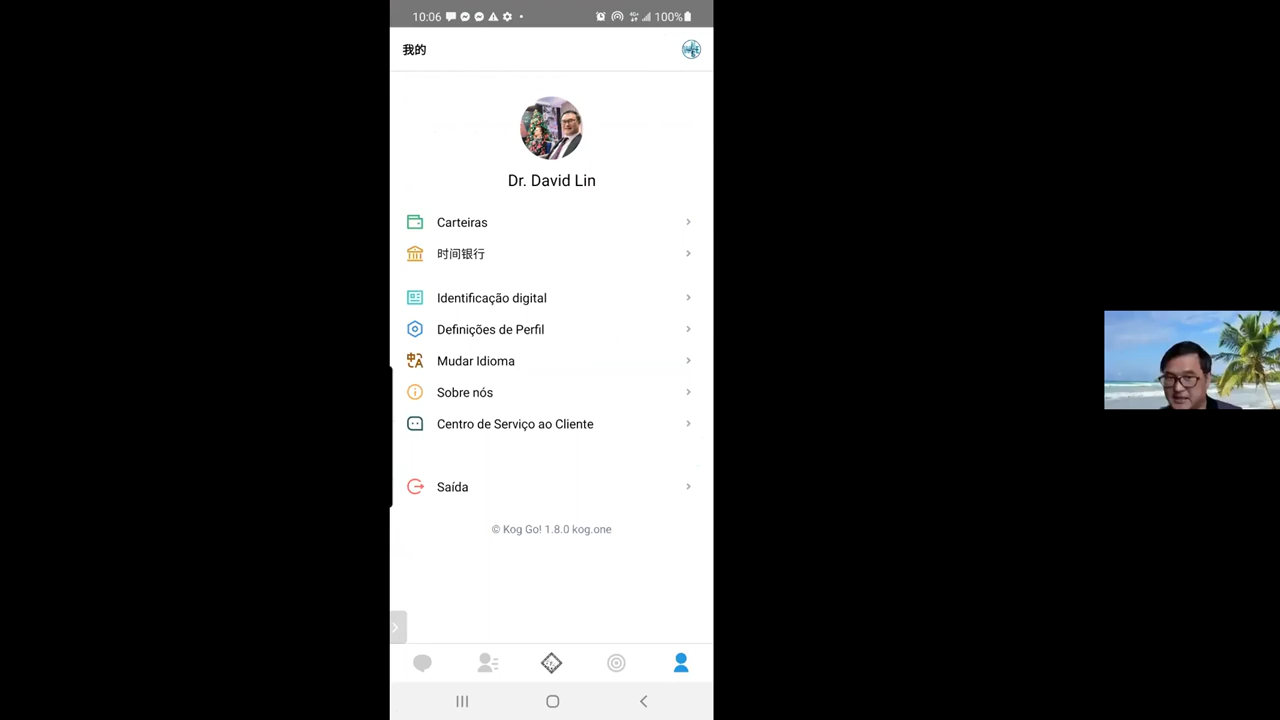 10:06
4G+
100%
我的
Dr. David Lin
Carteiras
时间银行
Identificação digital
Definições de Perfil
Mudar Idioma
Sobre nós
Centro de Serviço ao Cliente
Saída
© Kog Go! 1.8.0 kog.one